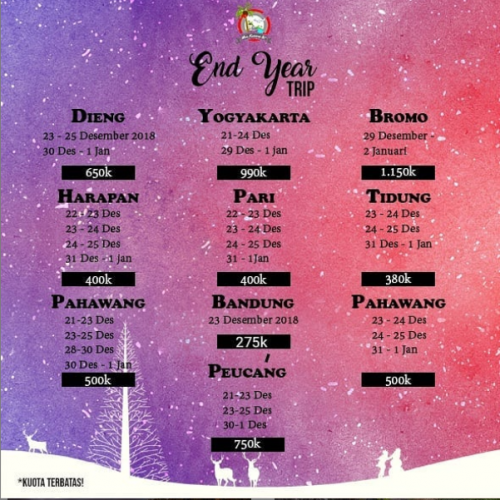 End Year
TRIP
DIENG
23 - 25 Desember 2018
30 Des - 1 Jan
650k
YOGYAKARTA
21-24 Des
29 Des - 1 jan
990k
BROMO
29 Desember -
2 Januari
1.150k
HARAPAN
22 - 23 Des
23 - 24 Des
24 - 25 Des
31 Des - 1 Jan
400k
PARI
22 - 23 Des
23 - 24 Des
24 - 25 Des
31 - 1Jan
400k
TIDUNG
23 - 24 Des
24 - 25 Des
31 Des - 1 Jan
380k
PAHAWANG
21-23 Des
23-25 Des
28-30 Des
30 Des - 1 Jan
500k
BANDUNG
23 Desember 2018
275k
PAHAWANG
23 - 24 Des
24 - 25 Des
31 - 1 Jan
500k
PEUCANG
21-23 Des
23-25 Des
30-1 Des
750k
*KUOTA TERBATAS!